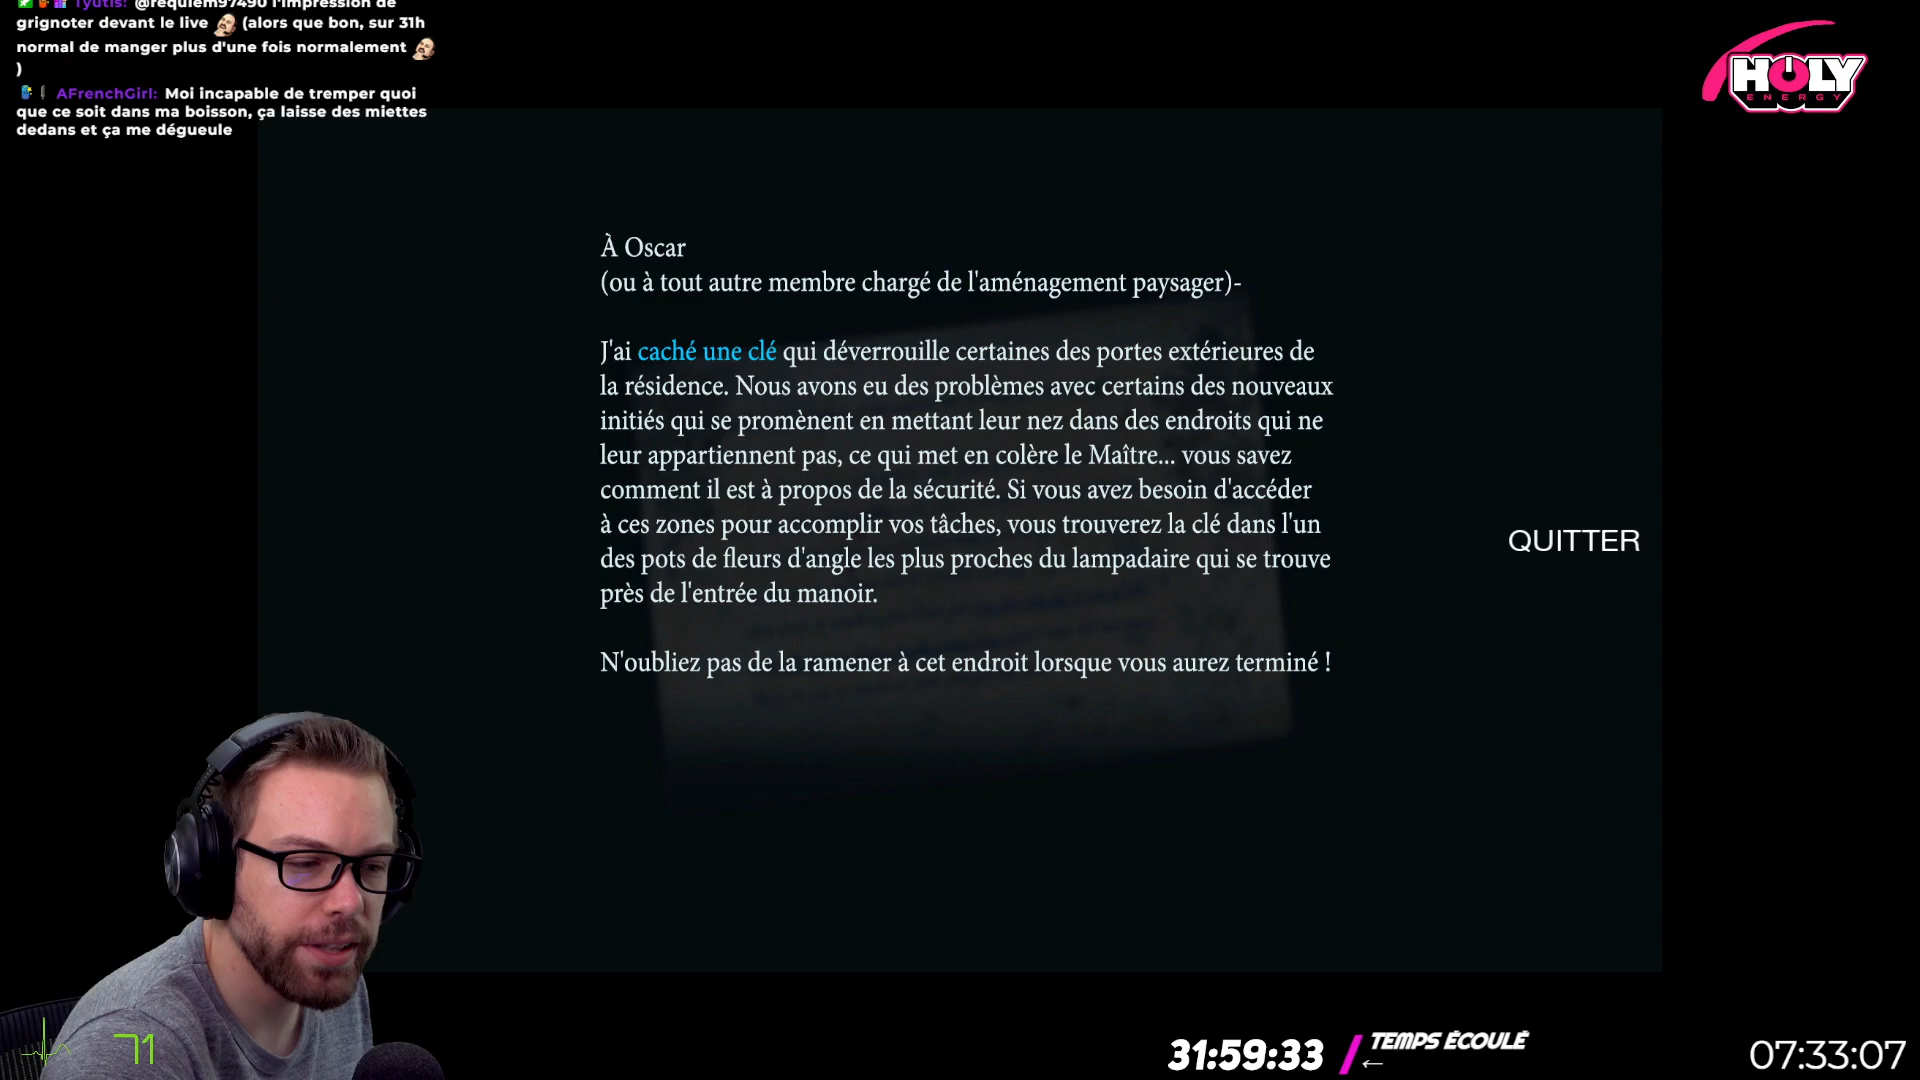 Tyutis: @requiem97490 l'impression de
grignoter devant le live (alors que bon, sur 31h
normal de manger plus d'une fois normalement
)
AFrenchGirl: Moi incapable de tremper quoi
que ce soit dans ma boisson, ça laisse des miettes
dedans et ça me dégueule
HOLY
ENERGY
À Oscar
(ou à tout autre membre chargé de l'aménagement paysager)-
J'ai caché une clé qui déverrouille certaines des portes extérieures de
la résidence. Nous avons eu des problèmes avec certains des nouveaux
initiés qui se promènent en mettant leur nez dans des endroits qui ne
leur appartiennent pas, ce qui met en colère le Maître... vous savez
comment il est à propos de la sécurité. Si vous avez besoin d'accéder
à ces zones pour accomplir vos tâches, vous trouverez la clé dans l'un
des pots de fleurs d'angle les plus proches du lampadaire qui se trouve
près de l'entrée du manoir.
N'oubliez pas de la ramener à cet endroit lorsque vous aurez terminé !
QUITTER
71
31:59:33
TEMPS ÉCOULÉ
←
07:33:07